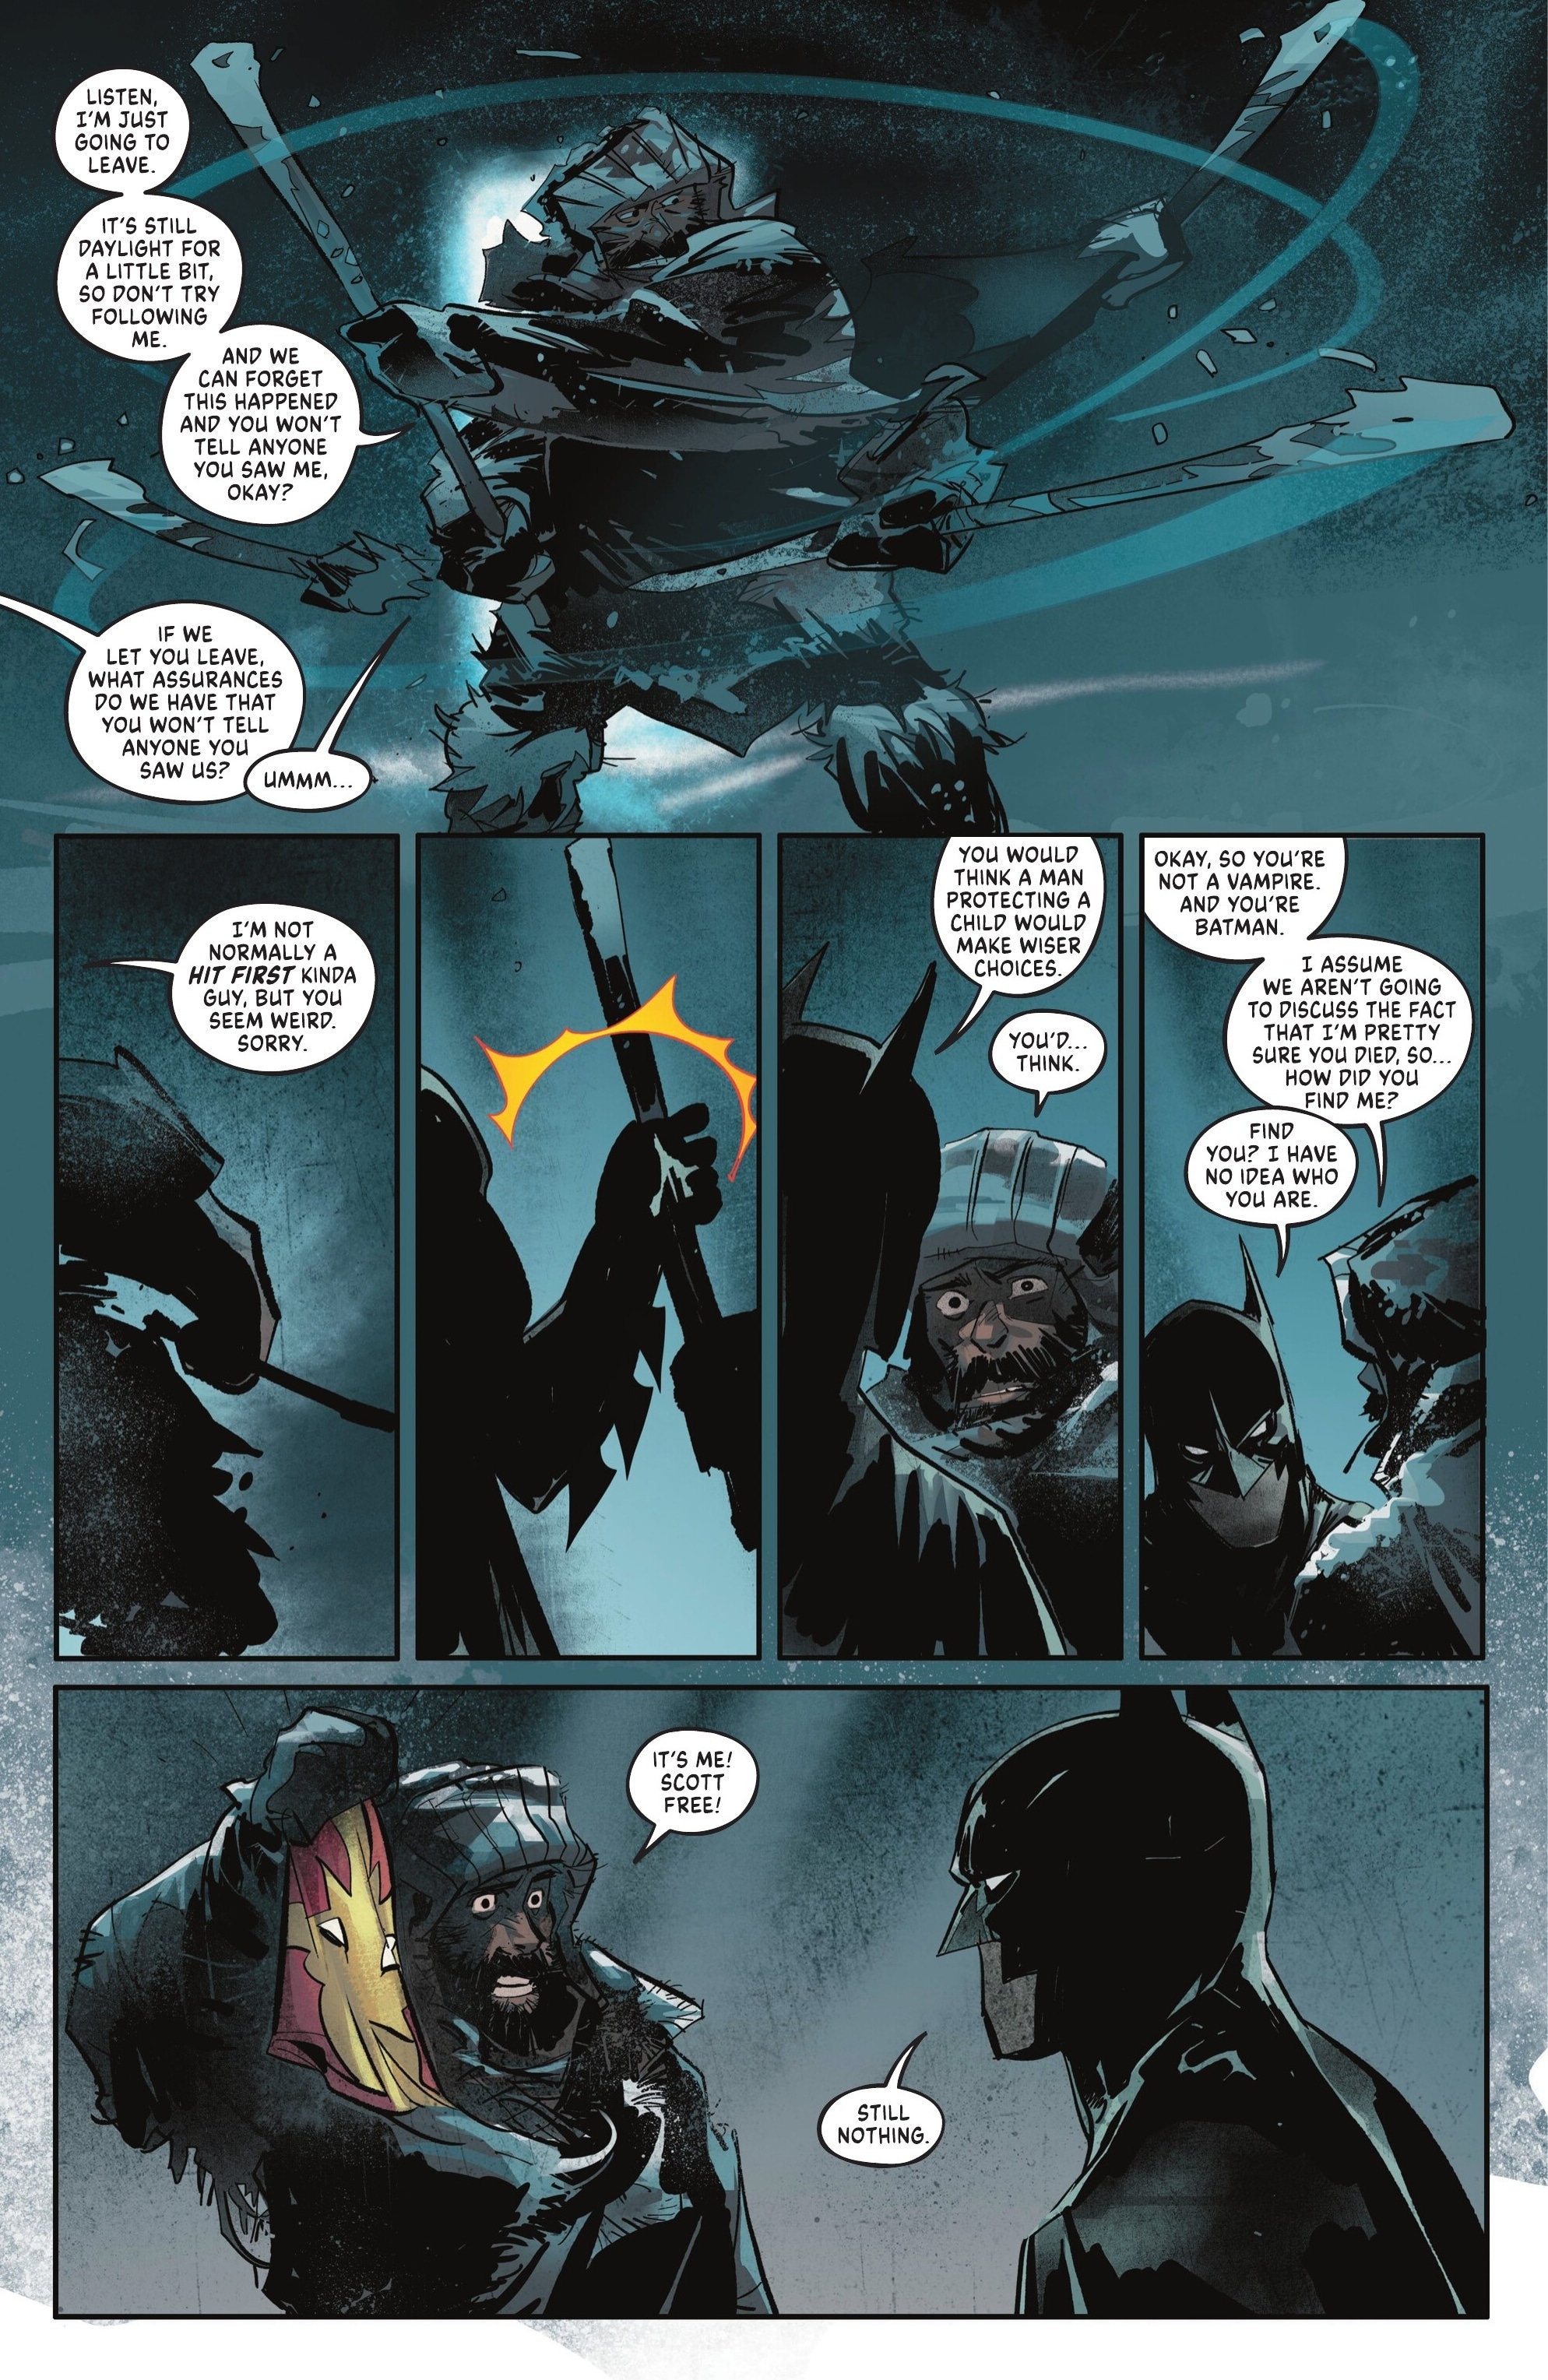 LISTEN,
I'M JUST
GOING TO
LEAVE.
IT'S STILL
DAYLIGHT FOR
A LITTLE BIT,
SO DON'T TRY
FOLLOWING
ME.
AND WE
CAN FORGET
THIS HAPPENED
AND YOU WON'T
TELL ANYONE
YOU SAW ME,
OKAY?
IF WE
LET YOU LEAVE,
WHAT ASSURANCES
DO WE HAVE THAT
YOU WON'T TELL
ANYONE YOU
SAW US?
UMMM...
I'M NOT
NORMALLY A
HIT FIRST KINDA
GUY, BUT YOU
SEEM WEIRD.
SORRY.
YOU WOULD
THINK A MAN
PROTECTING A
CHILD WOULD
MAKE WISER
CHOICES.
YOU'D...
THINK.
OKAY, SO YOU'RE
NOT A VAMPIRE.
AND YOU'RE
BATMAN.
I ASSUME
WE AREN'T GOING
TO DISCUSS THE FACT
THAT I'M PRETTY
SURE YOU DIED, SO...
HOW DID YOU
FIND ME?
FIND
YOU? I HAVE
NO IDEA WHO
YOU ARE.
IT'S ME!
SCOTT
FREE!
STILL
NOTHING.